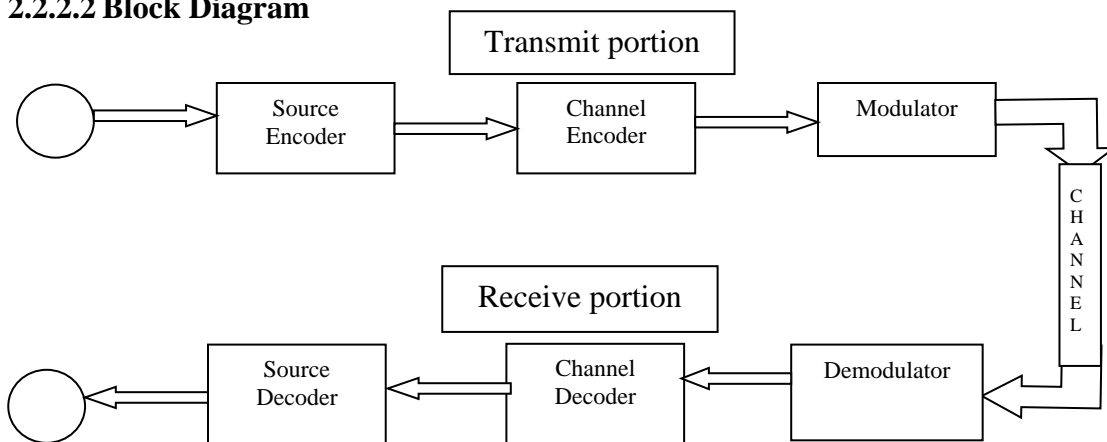 2.2.2.2 Block Diagram
Transmit portion
Source
Encoder
Channel
Encoder
Modulator
C
H
A
N
N
E
L
Receive portion
Source
Decoder
Channel
Decoder
Demodulator